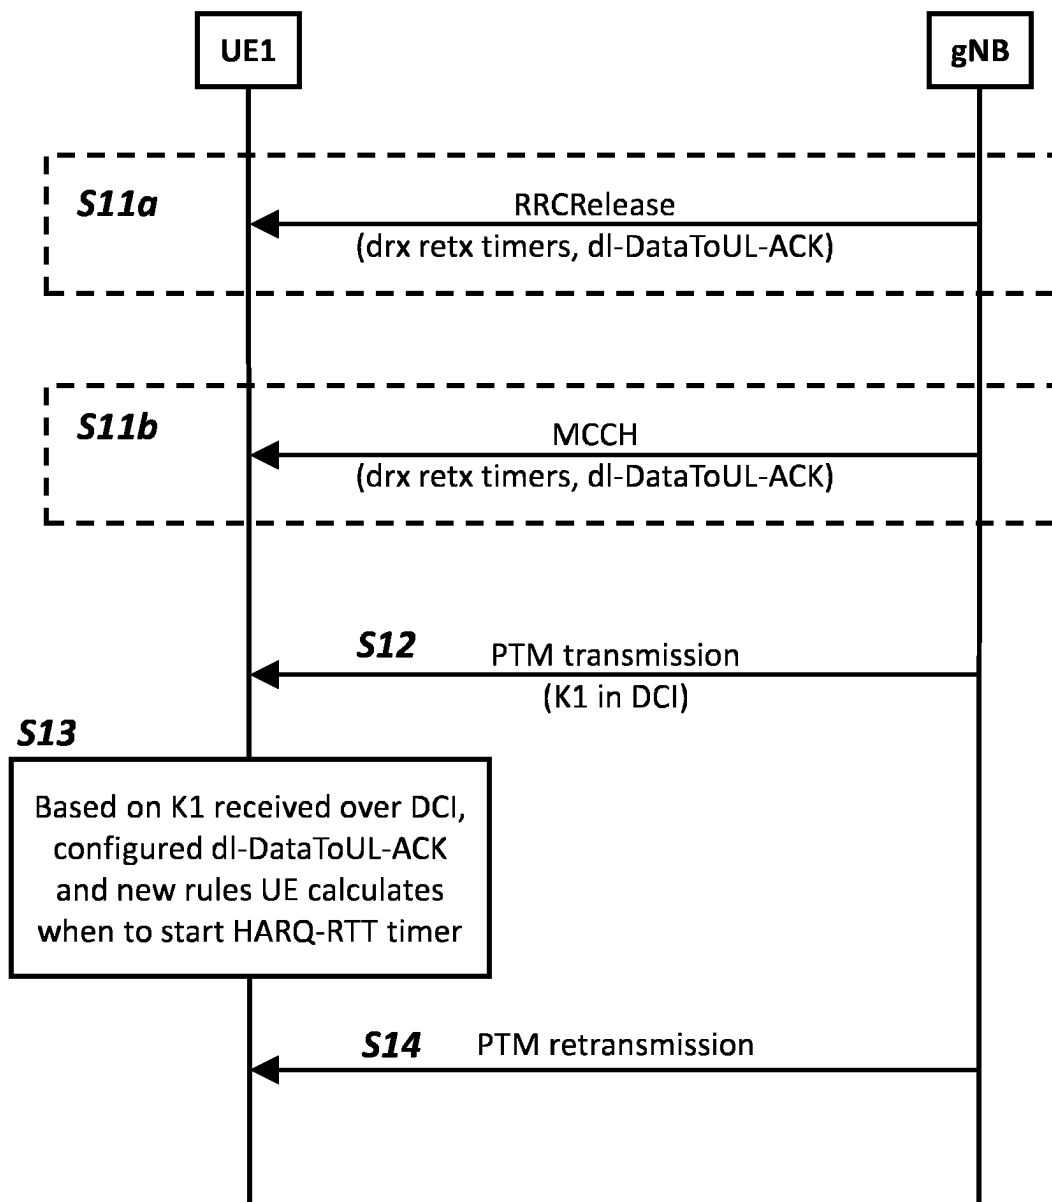 UE1
gNB
S11a
RRCRelease
(drx retx timers, dl-DataToUL-ACK)
S11b
MCCH
(drx retx timers, dl-DataToUL-ACK)
S12
PTM transmission
(K1 in DCI)
S13
Based on K1 received over DCI,
configured dl-DataToUL-ACK
and new rules UE calculates
when to start HARQ-RTT timer
S14
PTM retransmission